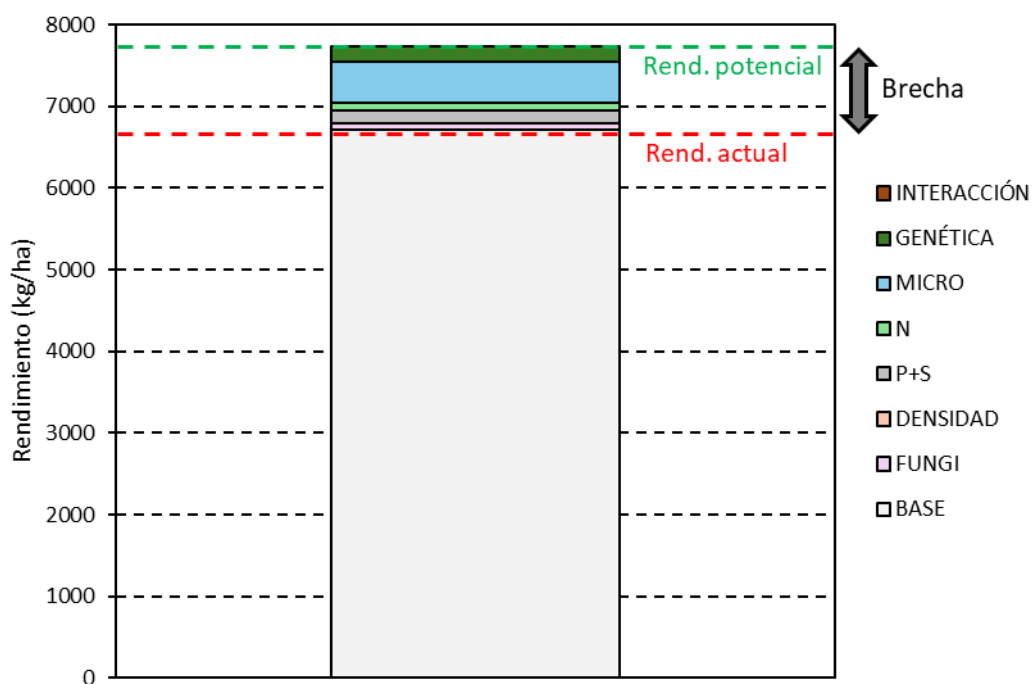 8000
7000
6000
5000
4000
3000
2000
1000
0
Rendimiento (kg/ha)
Rend. potencial
Rend. actual
Brecha
INTERACCIÓN
GENÉTICA
MICRO
N
P+S
DENSIDAD
FUNGI
BASE